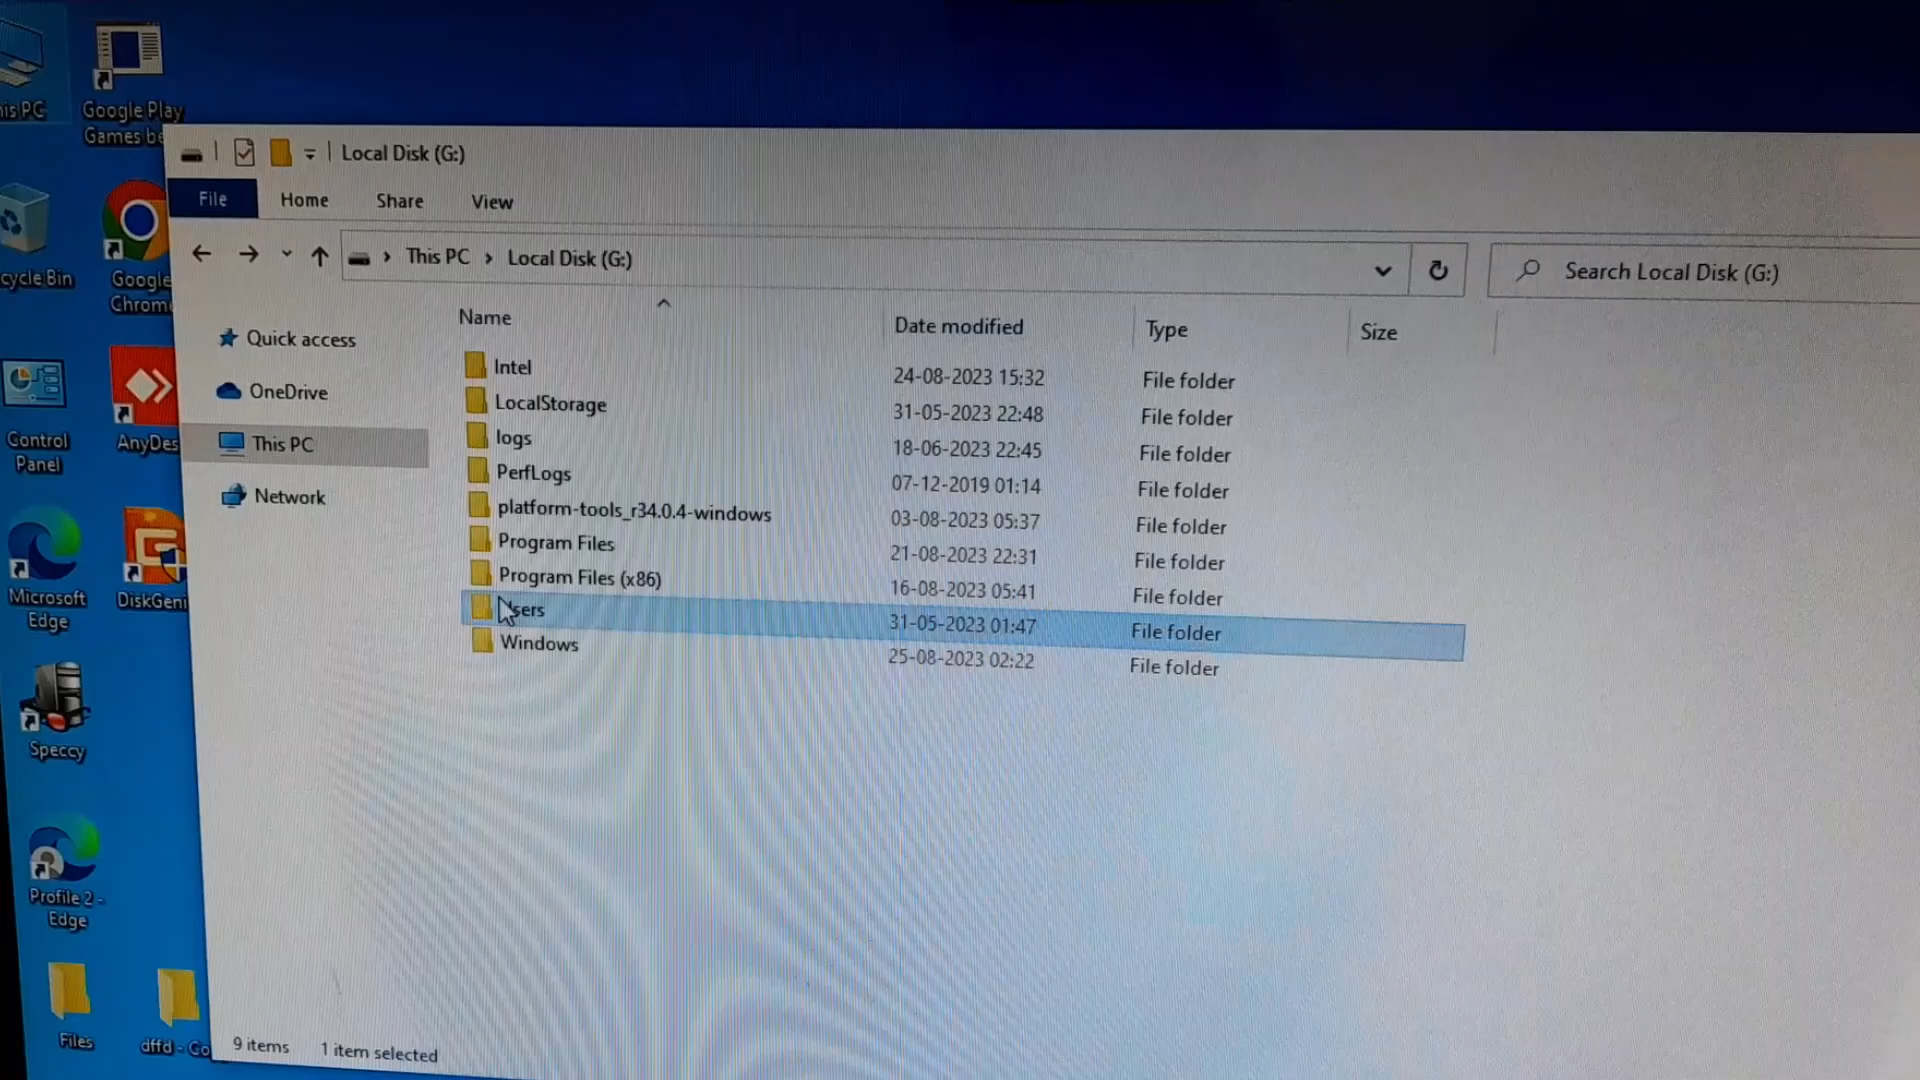 his PC
Google Play
Games be
cycle Bin
Google
Chrom
Control
Panel
AnyDes
Microsoft
Edge
DiskGeni
Speccy
Profile 2 -
Edge
Files
dffd - Co
Local Disk (G:)
File Home Share View
This PC > Local Disk (G:)
Search Local Disk (G:)
Quick access
OneDrive
This PC
Network
Name Date modified Type Size
Intel 24-08-2023 15:32 File folder
LocalStorage 31-05-2023 22:48 File folder
logs 18-06-2023 22:45 File folder
PerfLogs 07-12-2019 01:14 File folder
platform-tools_r34.0.4-windows 03-08-2023 05:37 File folder
Program Files 21-08-2023 22:31 File folder
Program Files (x86) 16-08-2023 05:41 File folder
Users 31-05-2023 01:47 File folder
Windows 25-08-2023 02:22 File folder
9 items 1 item selected